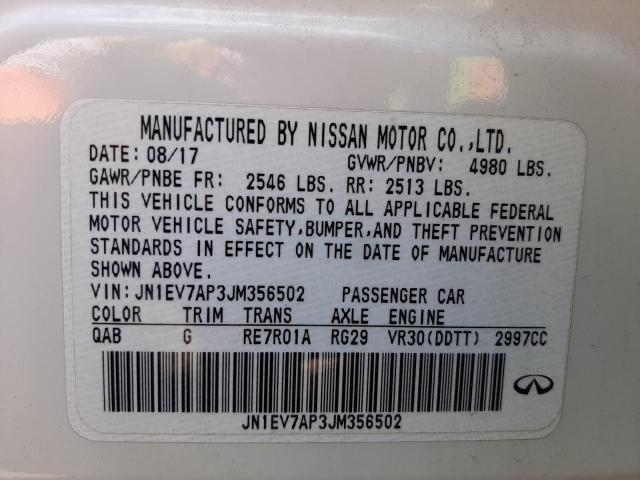 MANUFACTURED BY NISSAN MOTOR CO.,LTD.
DATE: 08/17 GVWR/PNBV: 4980 LBS.
GAWR/PNBE FR: 2546 LBS. RR: 2513 LBS.
THIS VEHICLE CONFORMS TO ALL APPLICABLE FEDERAL
MOTOR VEHICLE SAFETY,BUMPER,AND THEFT PREVENTION
STANDARDS IN EFFECT ON THE DATE OF MANUFACTURE
SHOWN ABOVE.
VIN:JN1EV7AP3JM356502 PASSENGER CAR
COLOR TRIM TRANS AXLE ENGINE
QAB G RE7R01A RG29 VR30(DDTT) 2997CC
JN1EV7AP3JM356502